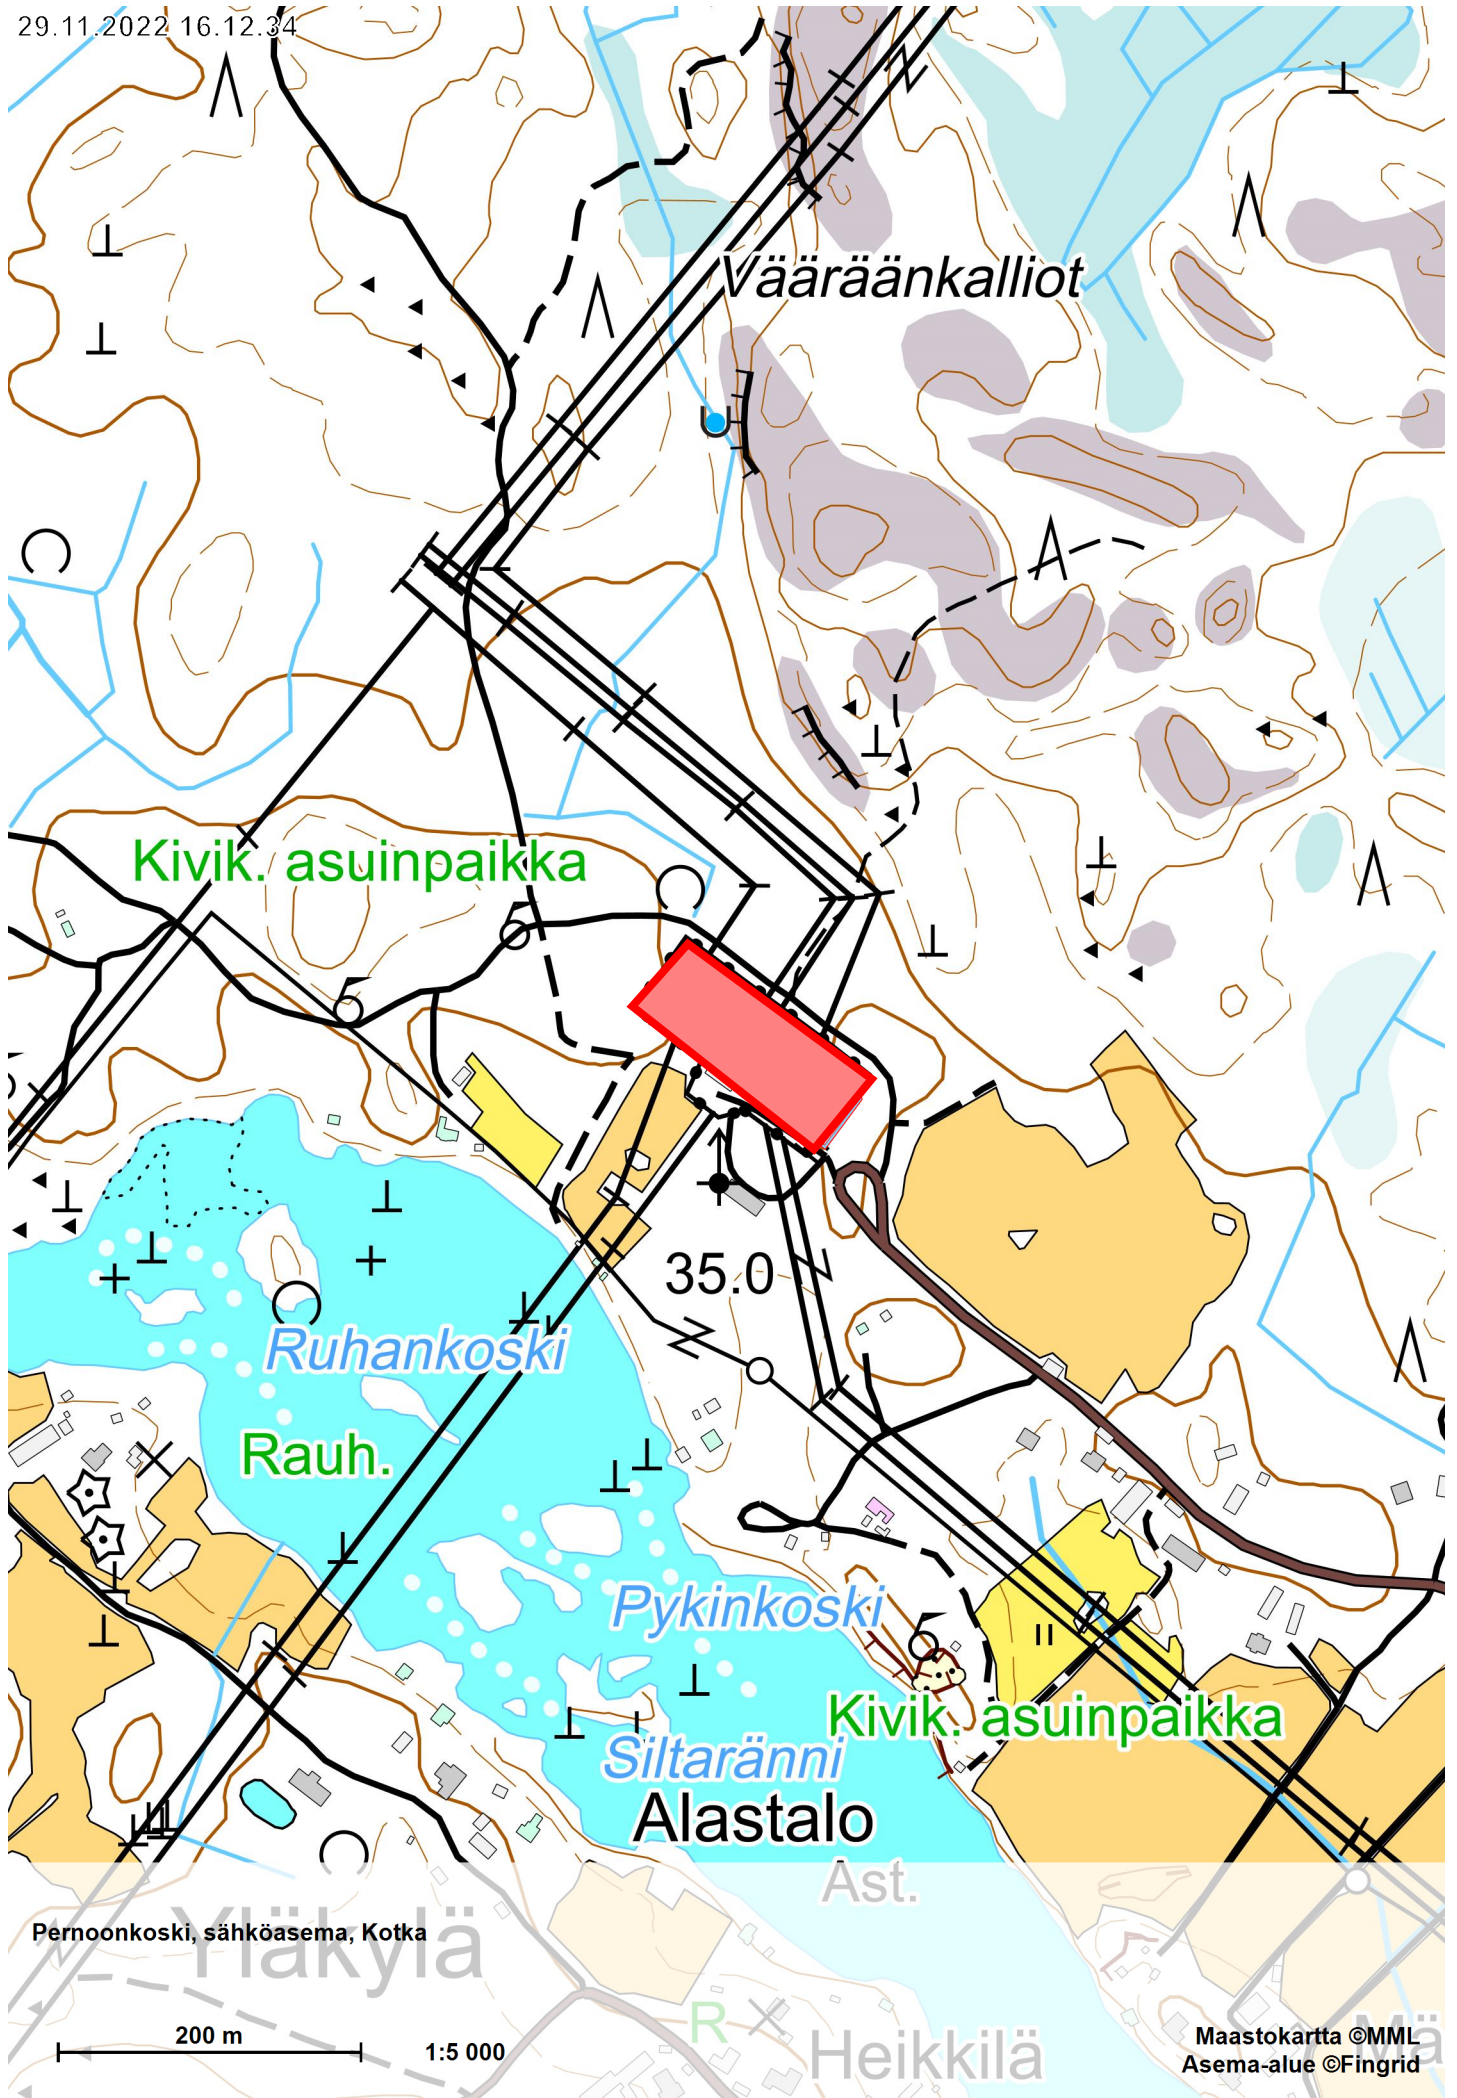 29.11.2022 16.12.34
Vääräänkalliot
Kivik. asuinpaikka
35.0
Ruhankoski
Rauh.
Pykinkoski
Kivik. asuinpaikka
Siltaränni
Alastalo
Ast.
Yläkylä
Pernoonkoski, sähköasema, Kotka
R
200 m
1:5 000
Heikkilä
Mä
Maastokartta ©MML
Asema-alue ©Fingrid